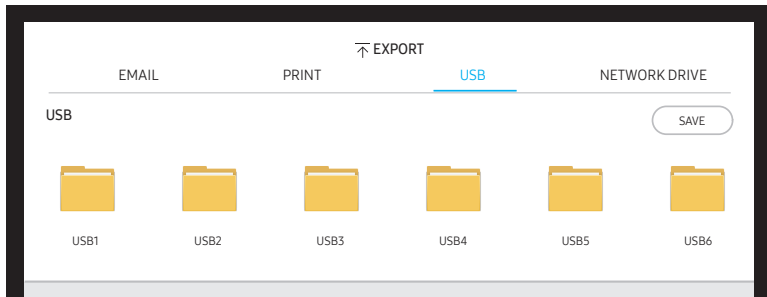 EXPORT
EMAIL PRINT USB NETWORK DRIVE
USB SAVE
USB1 USB2 USB3 USB4 USB5 USB6